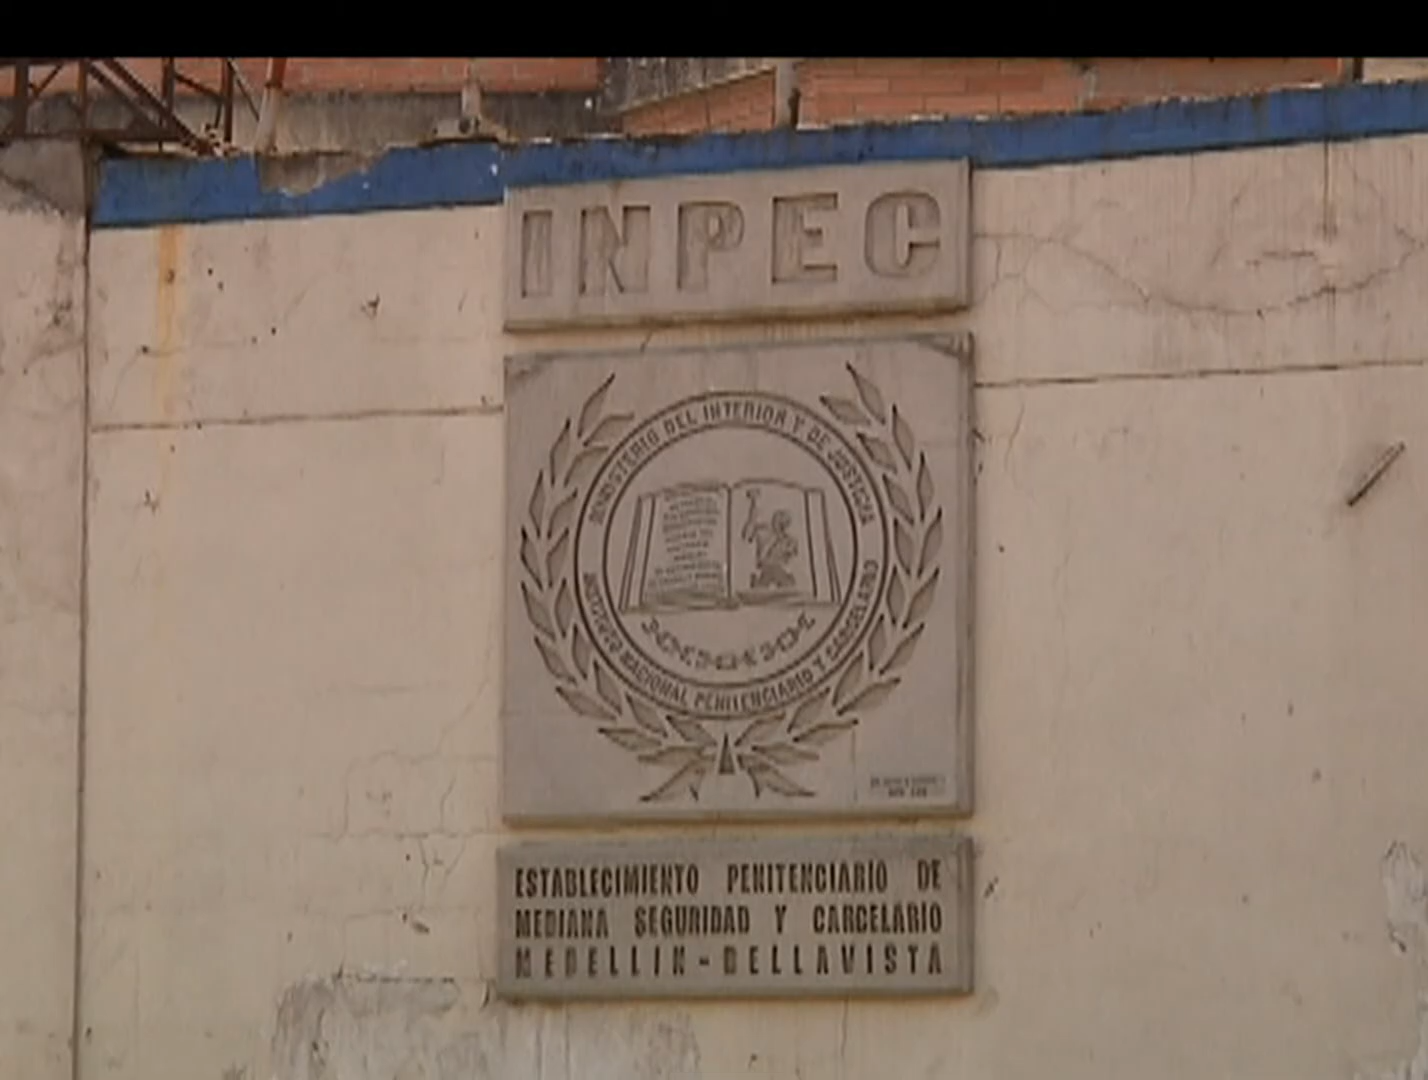 INPEC
MINISTERIO DEL INTERIOR Y DE JUSTICIA
INSTITUTO NACIONAL PENITENCIARIO Y CARCELARIO
ESTABLECIMIENTO PENITENCIARIO DE
MEDIANA SEGURIDAD Y CARCELARIO
MEDELLIN-BELLAVISTA